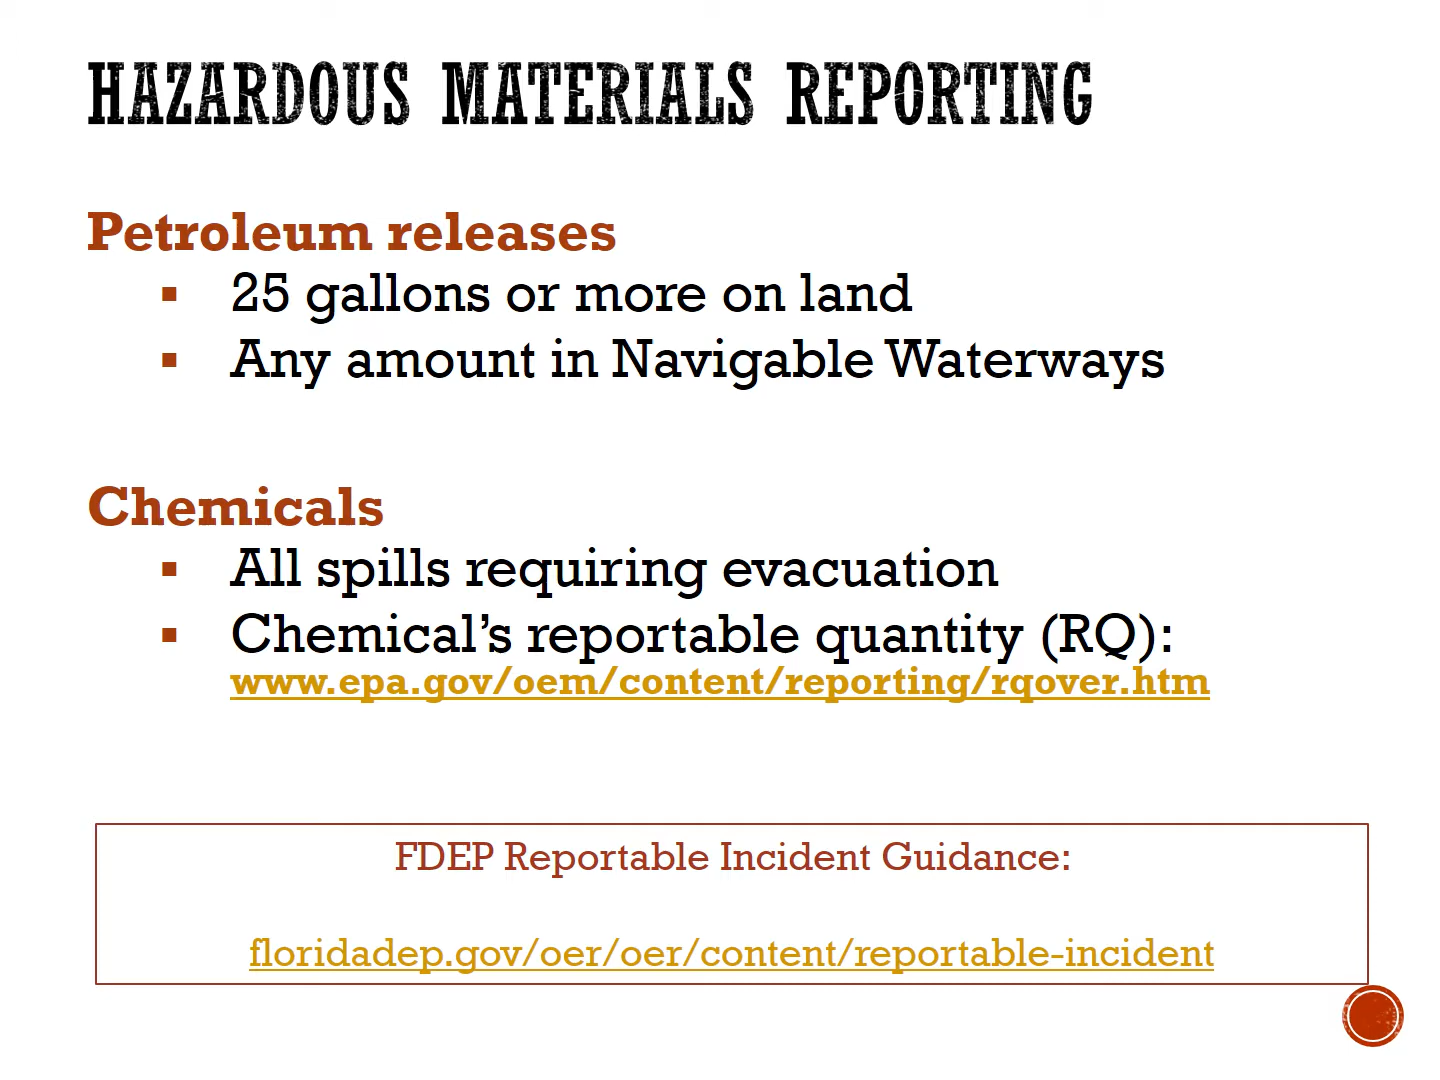 HAZARDOUS MATERIALS REPORTING
Petroleum releases
▪ 25 gallons or more on land
▪ Any amount in Navigable Waterways
Chemicals
▪ All spills requiring evacuation
▪ Chemical’s reportable quantity (RQ):
www.epa.gov/oem/content/reporting/rqover.htm
FDEP Reportable Incident Guidance:
floridadep.gov/oer/oer/content/reportable-incident